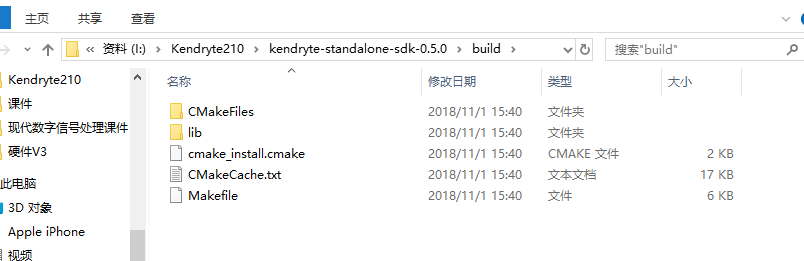 主页 共享 查看
资料 (I:) Kendryte210 kendryte-standalone-sdk-0.5.0 build 搜索"build"
名称 修改日期 类型 大小
Kendryte210
课件
现代数字信号处理课件
硬件V3
此电脑
3D 对象
Apple iPhone
视频
CMakeFiles 2018/11/1 15:40 文件夹
lib 2018/11/1 15:40 文件夹
cmake_install.cmake 2018/11/1 15:40 CMAKE 文件 2 KB
CMakeCache.txt 2018/11/1 15:40 文本文档 17 KB
Makefile 2018/11/1 15:40 文件 6 KB